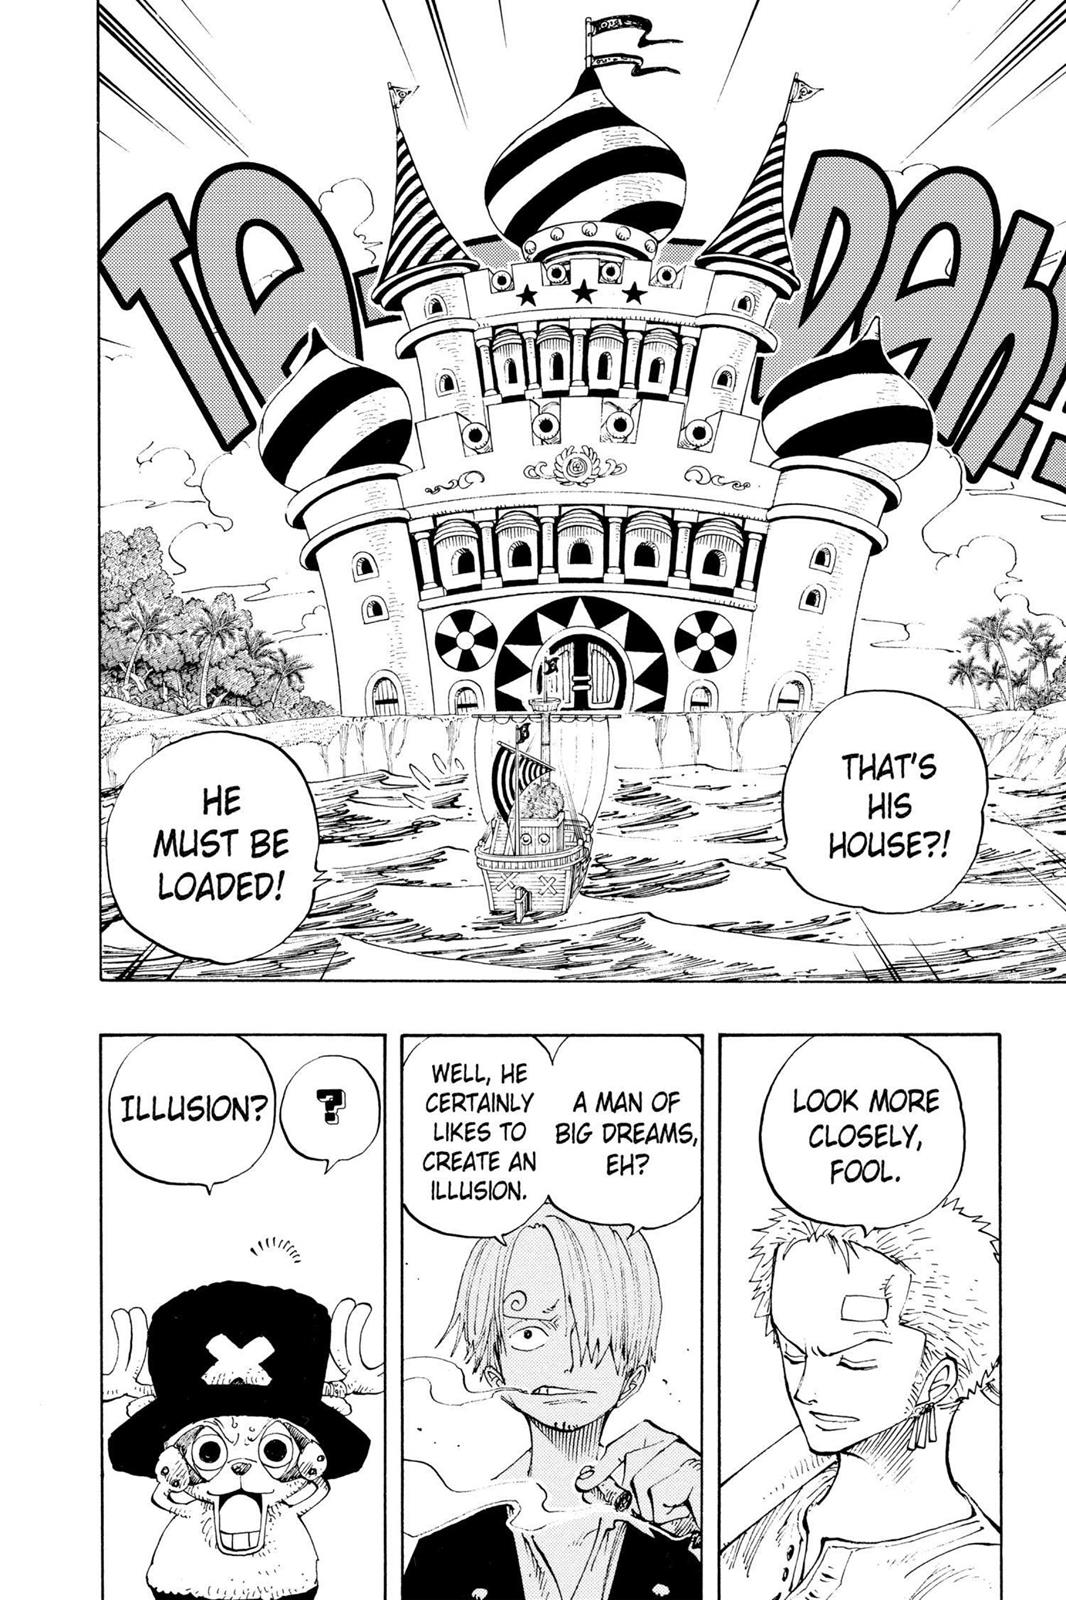 TA-DAH!!
THAT'S
HIS
HOUSE?!
HE
MUST BE
LOADED!
LOOK MORE
CLOSELY,
FOOL.
A MAN OF
BIG DREAMS,
EH?
WELL, HE
CERTAINLY
LIKES TO
CREATE AN
ILLUSION.
?
ILLUSION?